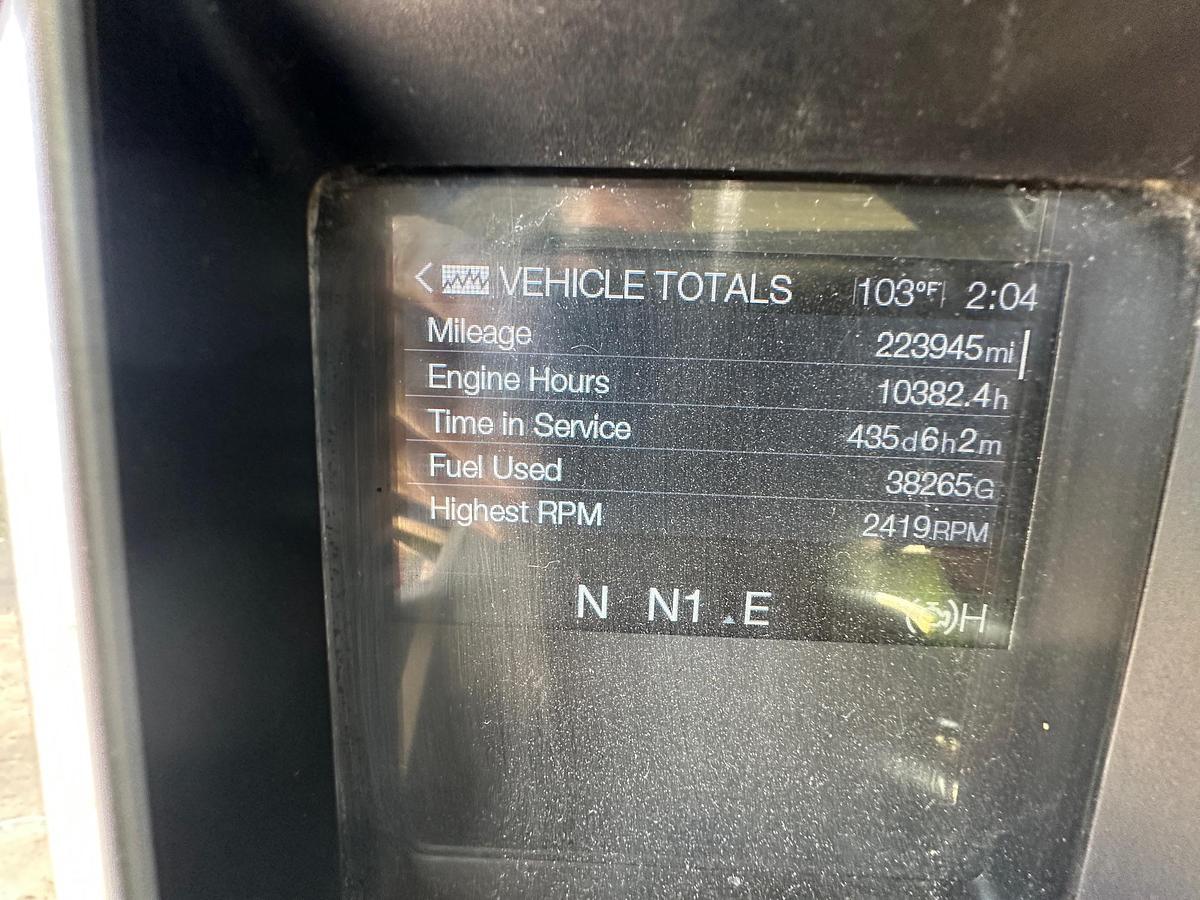 < VEHICLE TOTALS 103°F 2:04
Mileage 223945mi
Engine Hours 10382.4h
Time in Service 435d6h2m
Fuel Used 38265G
Highest RPM 2419RPM
N N1 E H